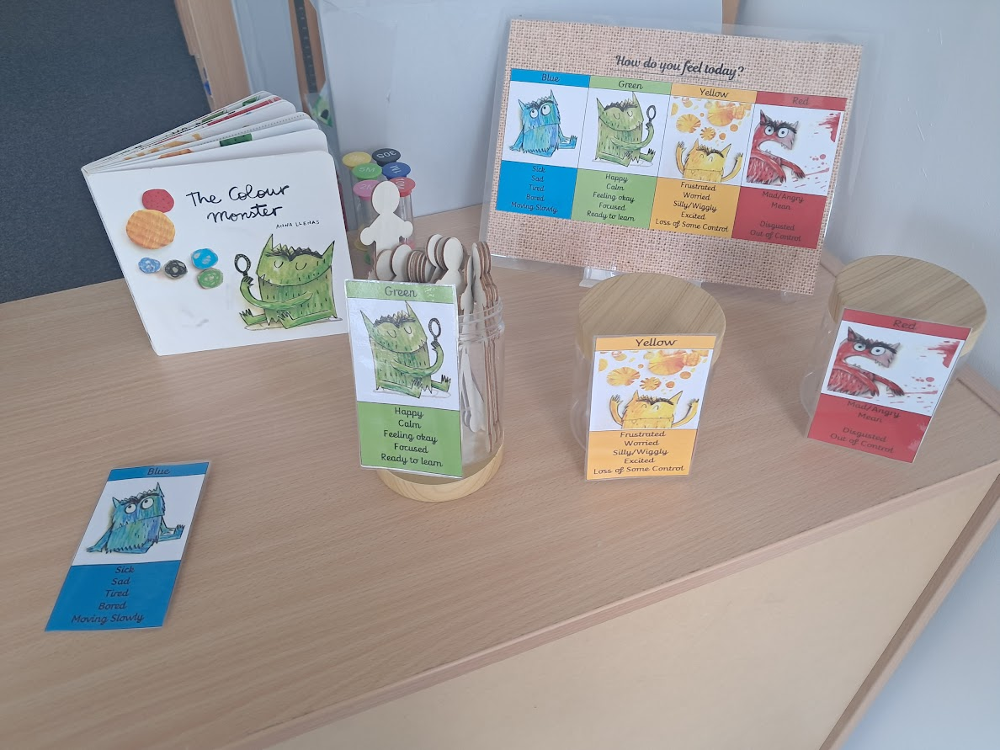 The Colour
Monster
ANNA LLENAS
How do you feel today?
Blue
Sick
Sad
Tired
Bored
Moving Slowly
Green
Happy
Calm
Feeling okay
Focused
Ready to learn
Yellow
Frustrated
Worried
Silly/Wiggly
Excited
Loss of Some Control
Red
Mad/Angry
Mean
Disgusted
Out of Control
30S
5M
1M
2M
Green
Happy
Calm
Feeling okay
Focused
Ready to learn
Yellow
Frustrated
Worried
Silly/Wiggly
Excited
Loss of Some Control
Red
Mad/Angry
Mean
Disgusted
Out of Control
Blue
Sick
Sad
Tired
Bored
Moving Slowly